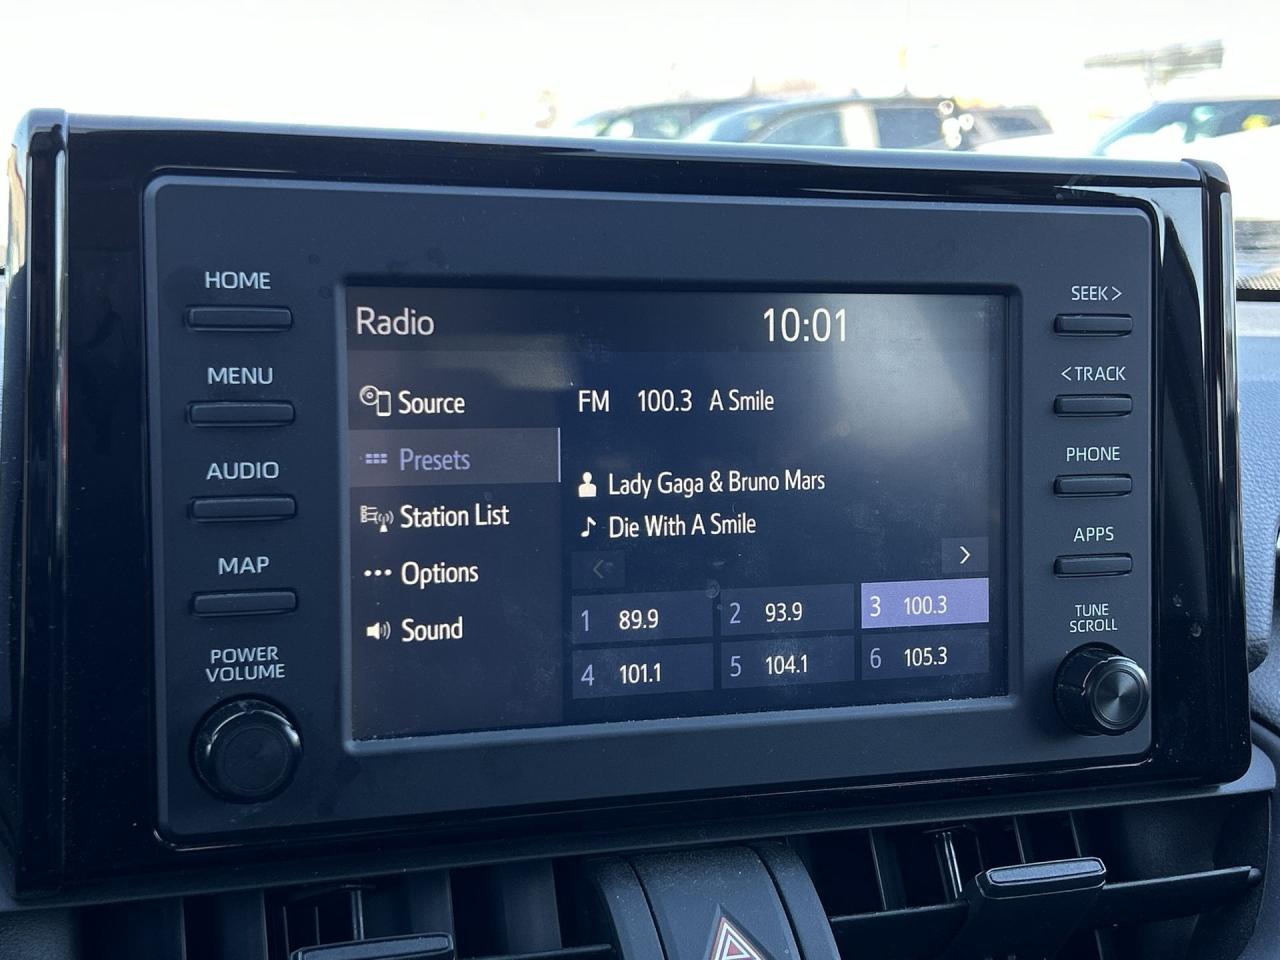 HOME
MENU
AUDIO
MAP
POWER
VOLUME
Radio
10:01
Source
Presets
Station List
Options
Sound
FM 100.3 A Smile
Lady Gaga & Bruno Mars
Die With A Smile
< >
1 89.9 2 93.9 3 100.3
4 101.1 5 104.1 6 105.3
SEEK >
< TRACK
PHONE
APPS
TUNE
SCROLL